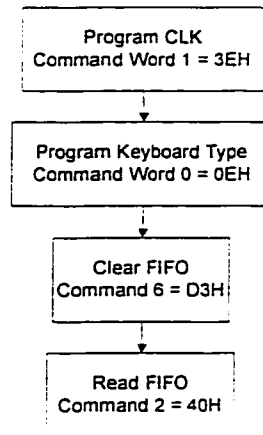 Program CLK
Command Word 1 = 3EH
Program Keyboard Type
Command Word 0 = 0EH
Clear FIFO
Command 6 = D3H
Read FIFO
Command 2 = 40H